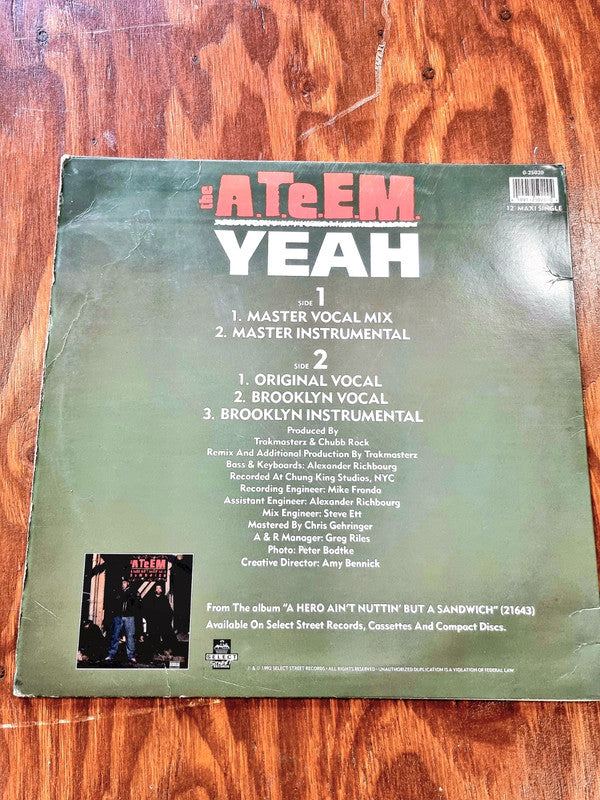 0-25020
the A.T.e.E.M.
12" MAXI SINGLE
YEAH
SIDE 1
1. MASTER VOCAL MIX
2. MASTER INSTRUMENTAL
SIDE 2
1. ORIGINAL VOCAL
2. BROOKLYN VOCAL
3. BROOKLYN INSTRUMENTAL
Produced By
Trakmasterz & Chubb Rock
Remix And Additional Production By Trakmasterz
Bass & Keyboards: Alexander Richbourg
Recorded At Chung King Studios, NYC
Recording Engineer: Mike Fronda
Assistant Engineer: Alexander Richbourg
Mix Engineer: Steve Ett
Mastered By Chris Gehringer
A & R Manager: Greg Riles
Photo: Peter Bodtke
Creative Director: Amy Bennick
ATeEM
From The album "A HERO AIN'T NUTTIN' BUT A SANDWICH" (21643)
Available On Select Street Records, Cassettes And Compact Discs.
SELECT
Street
℗ & © 1992 SELECT STREET RECORDS • ALL RIGHTS RESERVED • UNAUTHORIZED DUPLICATION IS A VIOLATION OF FEDERAL LAW.